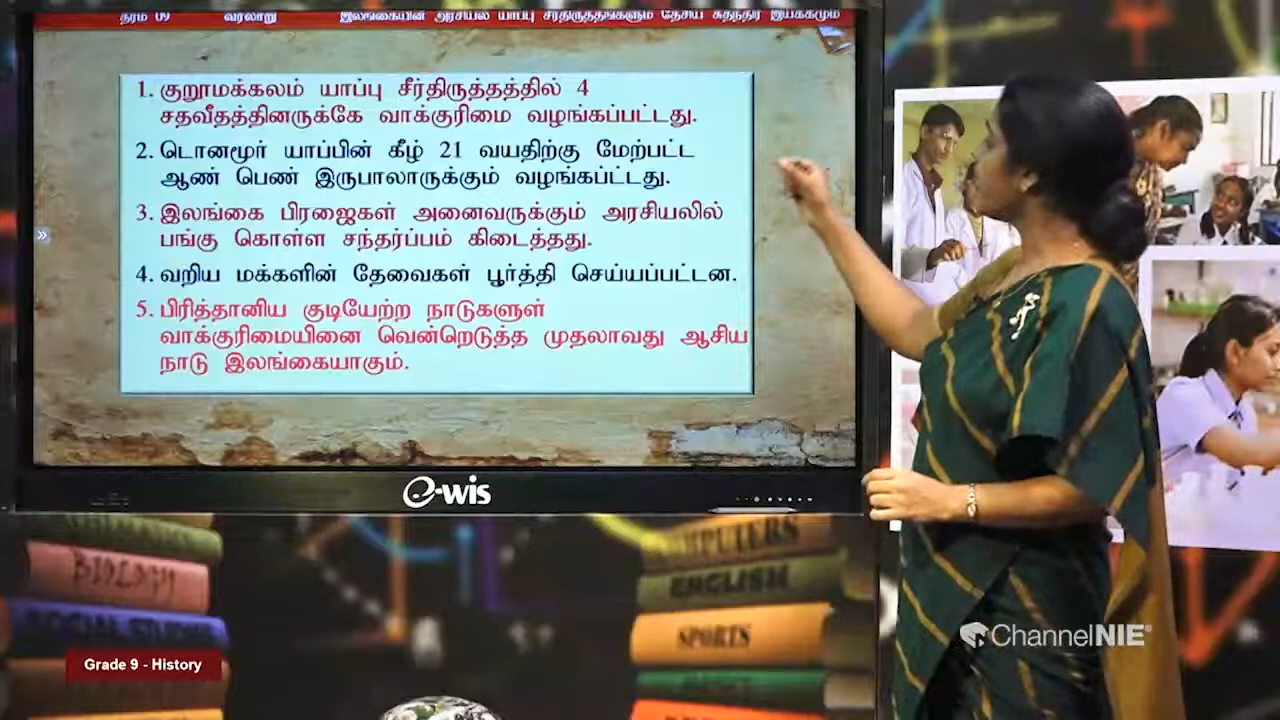 தரம் 09 வரலாறு இலங்கையின் அரசியல் யாப்பு சீர்திருத்தங்களும் தேசிய சுதந்திர இயக்கமும்
1. குறூமக்கலம் யாப்பு சீர்திருத்தத்தில் 4
சதவீதத்தினருக்கே வாக்குரிமை வழங்கப்பட்டது.
2. டொனமூர் யாப்பின் கீழ் 21 வயதிற்கு மேற்பட்ட
ஆண் பெண் இருபாலாருக்கும் வழங்கப்ட்டது.
3. இலங்கை பிரஜைகள் அனைவருக்கும் அரசியலில்
பங்கு கொள்ள சந்தர்ப்பம் கிடைத்தது.
4. வறிய மக்களின் தேவைகள் பூர்த்தி செய்யப்பட்டன.
5. பிரித்தானிய குடியேற்ற நாடுகளுள்
வாக்குரிமையினை வென்றெடுத்த முதலாவது ஆசிய
நாடு இலங்கையாகும்.
e-wis
COMPUTERS
BIOLOGY
ENGLISH
SOCIAL STUDIES
SPORTS
ChannelNIE
Grade 9 - History